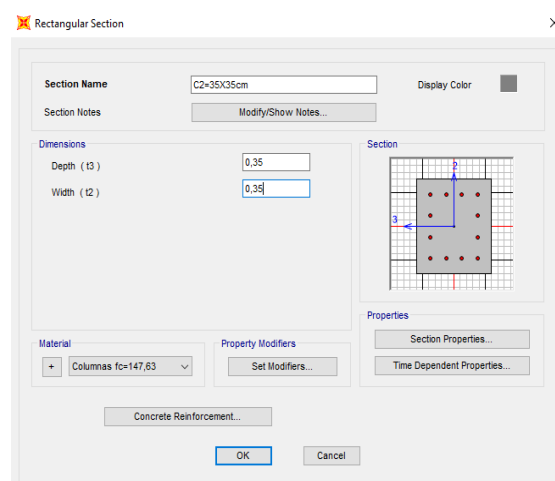 Rectangular Section
Section Name C2=35X35cm Display Color
Section Notes Modify/Show Notes...
Dimensions
Depth ( t3 ) 0,35
Width ( t2 ) 0,35
Section
2
3
Properties
Section Properties...
Time Dependent Properties...
Material
+ Columnas fc=147,63
Property Modifiers
Set Modifiers...
Concrete Reinforcement...
OK Cancel